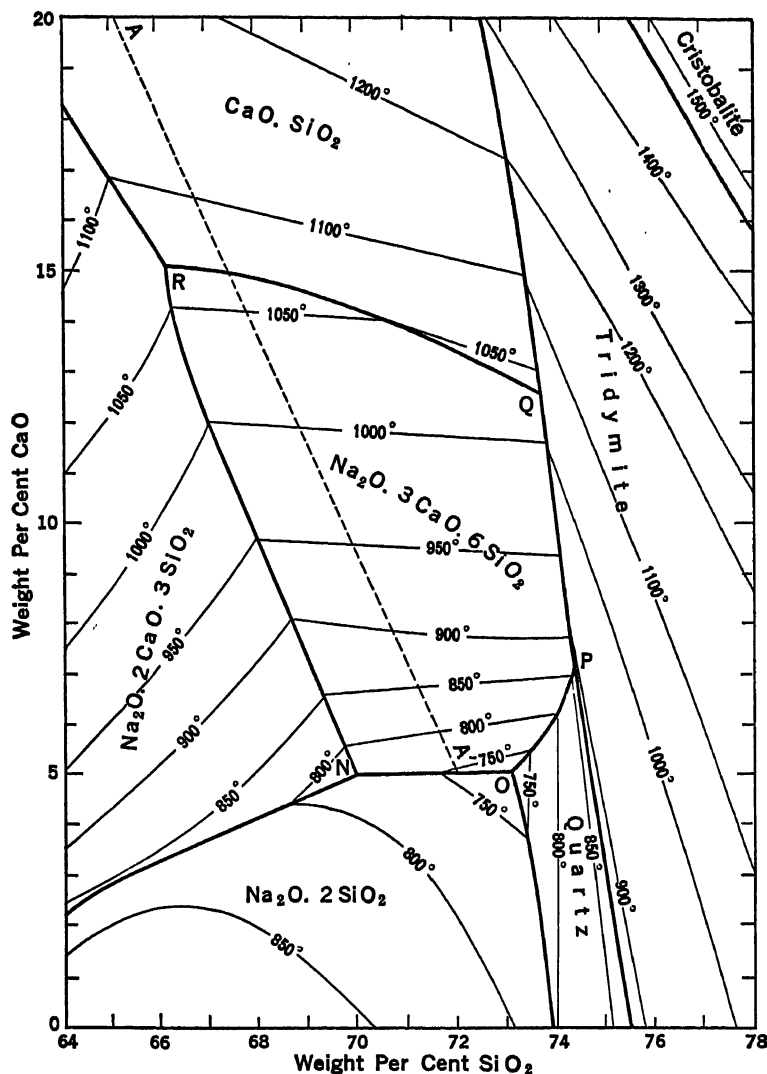 20
15
10
5
0
Weight Per Cent CaO
64
66
68
70
72
74
76
78
Weight Per Cent SiO₂
A
CaO. SiO₂
1200°
Cristobalite
1500°
1400°
1300°
1200°
1100°
1000°
Tridymite
1100°
1100°
R
1050°
1050°
Q
1050°
1000°
Na₂O. 3CaO. 6SiO₂
950°
900°
P
850°
800°
A
750°
N
O
750°
750°
1000°
Na₂O. 2CaO. 3SiO₂
950°
900°
850°
800°
800°
Na₂O. 2SiO₂
850°
Quartz
800°
850°
900°